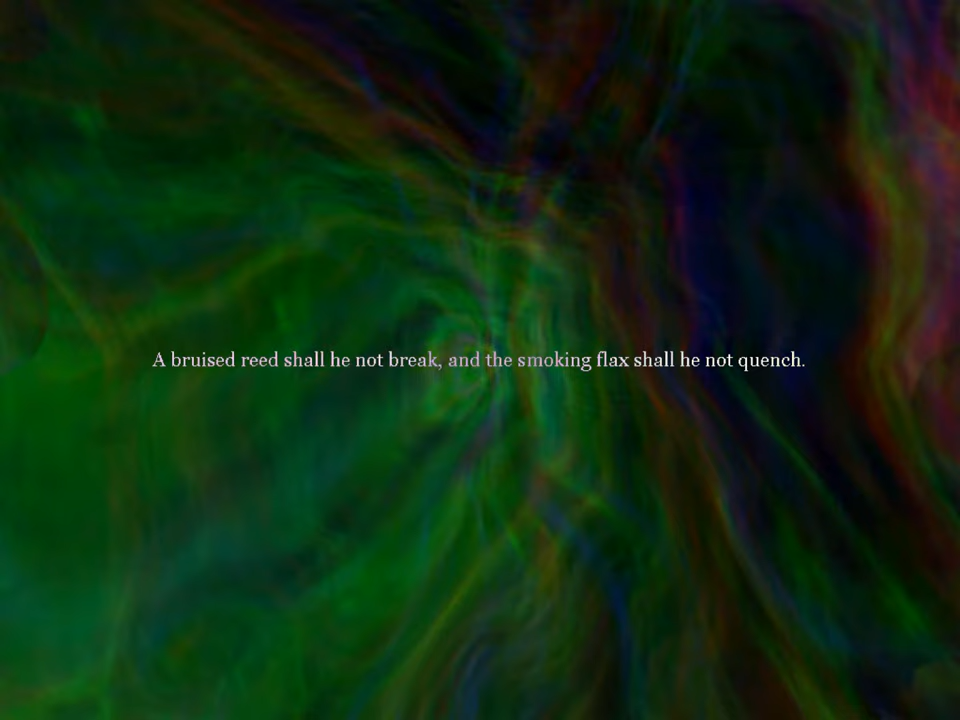 A bruised reed shall he not break, and the smoking flax shall he not quench.